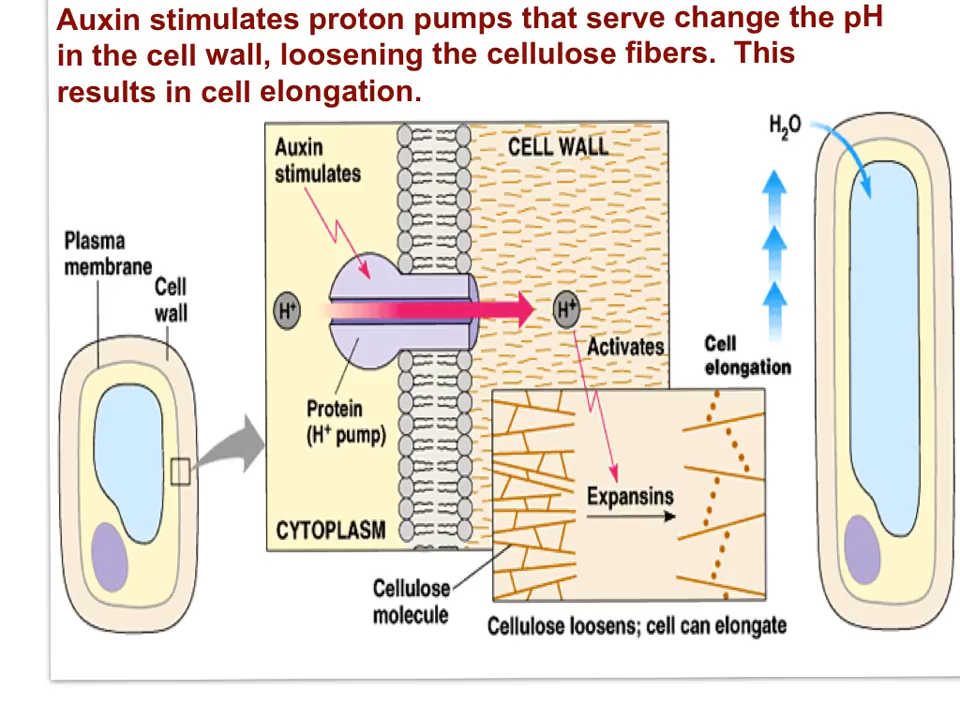 Auxin stimulates proton pumps that serve change the pH
in the cell wall, loosening the cellulose fibers.  This
results in cell elongation.
Auxin
stimulates
CELL WALL
H₂O
Plasma
membrane
Cell
wall
H⁺
H⁺
Activates
Cell
elongation
Protein
(H⁺ pump)
Expansins
CYTOPLASM
Cellulose
molecule
Cellulose loosens; cell can elongate